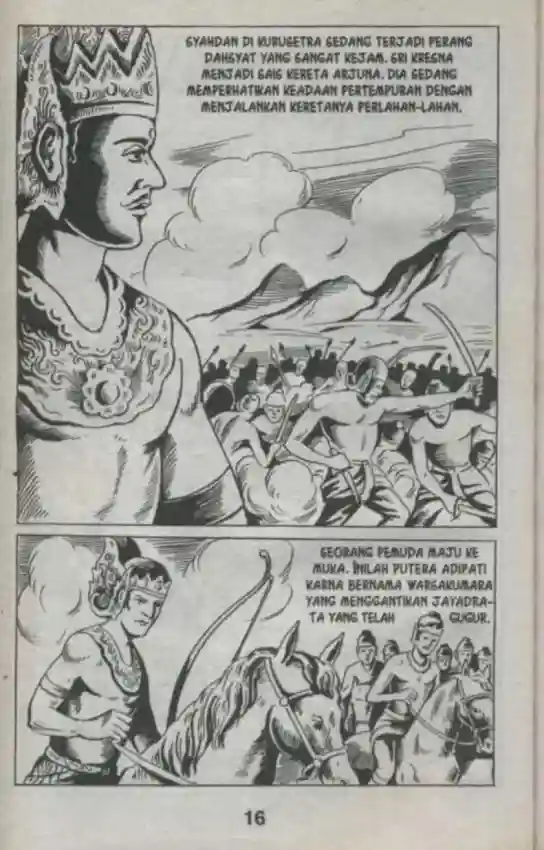 SYAHDAN DI KURUSETRA SEDANG TERJADI PERANG
DAHSYAT YANG SANGAT KEJAM. SRI KRESNA
MENJADI SAIS KERETA ARJUNA. DIA SEDANG
MEMPERHATIKAN KEADAAN PERTEMPURAN DENGAN
MENJALANKAN KERETANYA PERLAHAN-LAHAN.
SEORANG PEMUDA MAJU KE
MUKA. INILAH PUTERA ADIPATI
KARNA BERNAMA WARSAKUMARA
YANG MENGGANTIKAN JAYADRA-
TA YANG TELAH GUGUR.
16